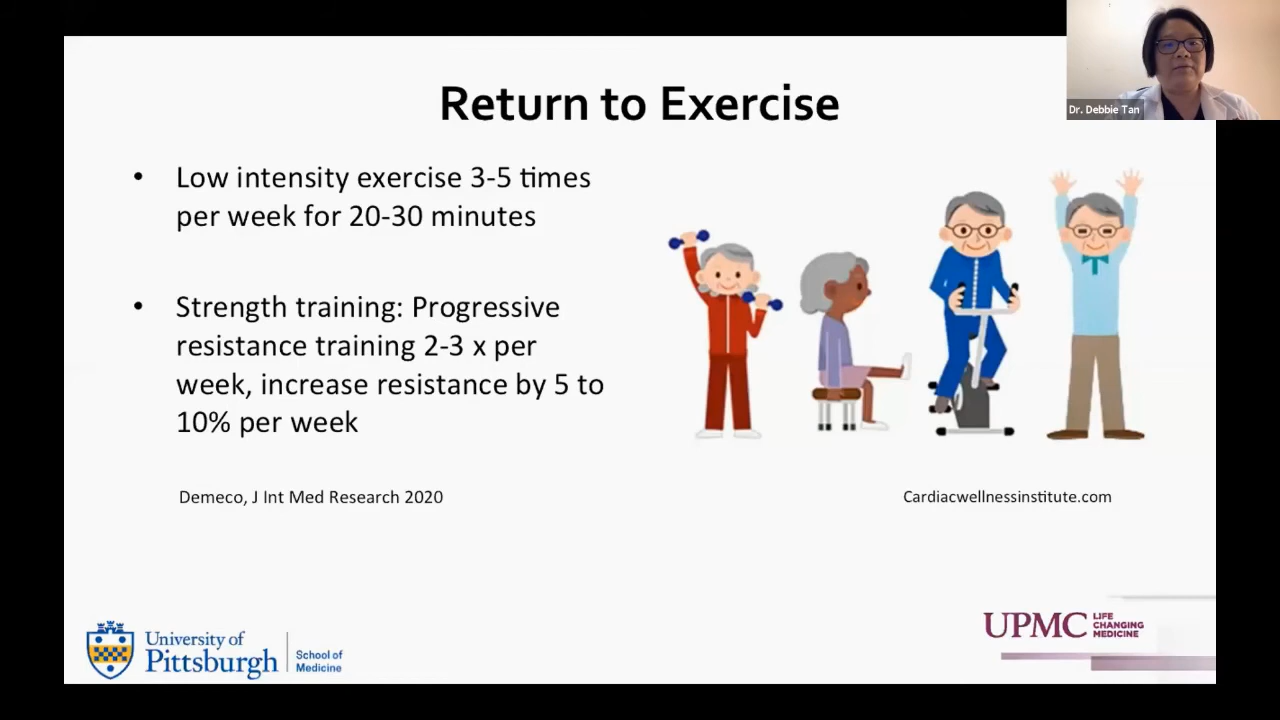 Return to Exercise
Dr. Debbie Tan
• Low intensity exercise 3-5 times
per week for 20-30 minutes
• Strength training: Progressive
resistance training 2-3 x per
week, increase resistance by 5 to
10% per week
Demeco, J Int Med Research 2020
Cardiacwellnessinstitute.com
University of
Pittsburgh
School of
Medicine
UPMC
LIFE
CHANGING
MEDICINE